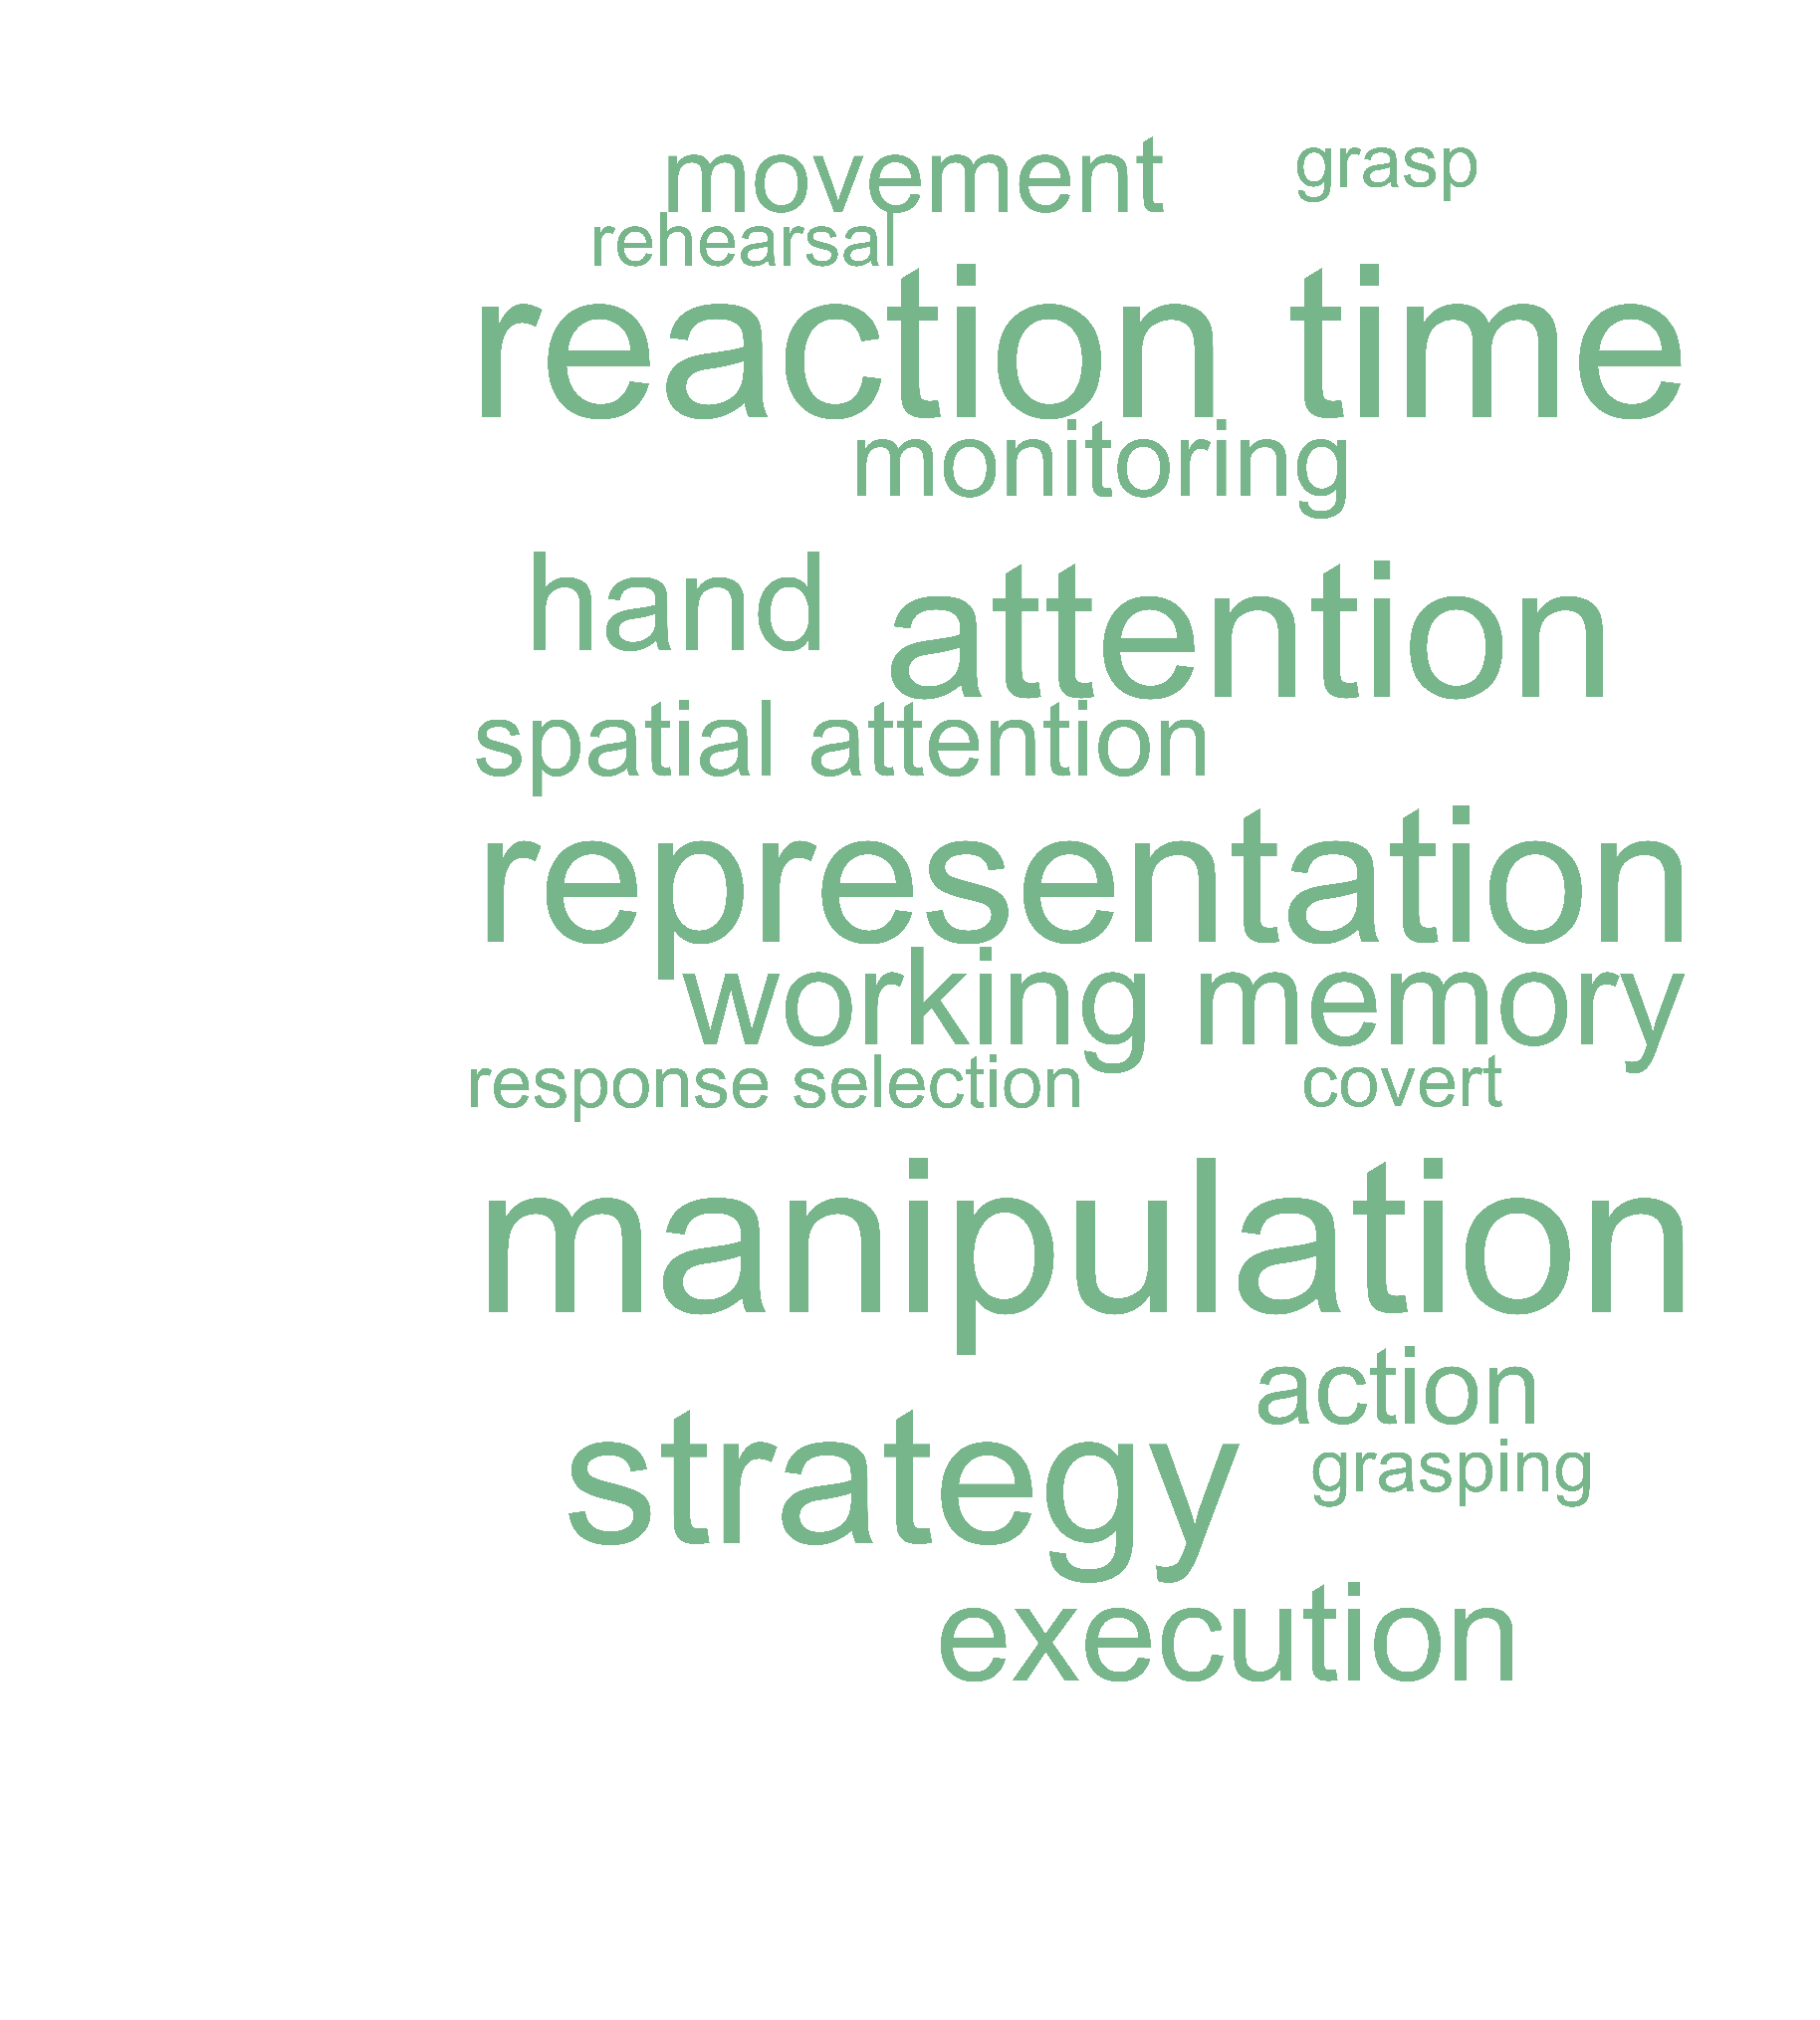 movement grasp
rehearsal
reaction time
monitoring
hand attention
spatial attention
representation
working memory
response selection covert
manipulation
action
strategy grasping
execution